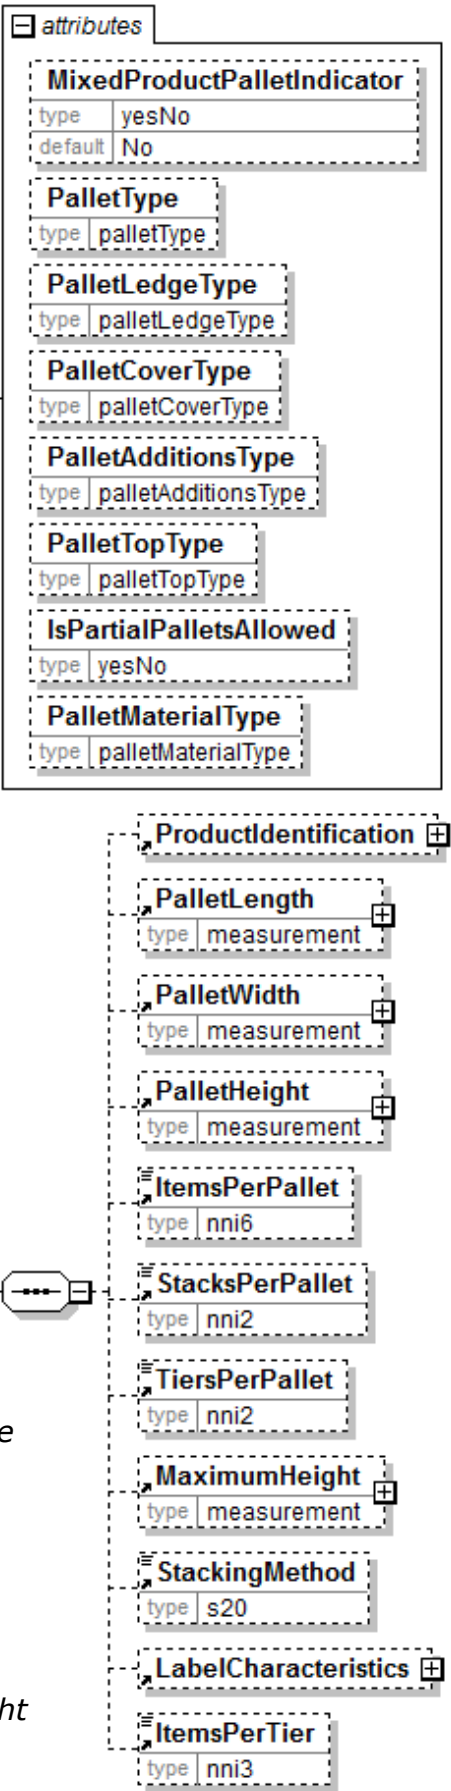 attributes
MixedProductPalletIndicator
type yesNo
default No
PalletType
type palletType
PalletLedgeType
type palletLedgeType
PalletCoverType
type palletCoverType
PalletAdditionsType
type palletAdditionsType
PalletTopType
type palletTopType
IsPartialPalletsAllowed
type yesNo
PalletMaterialType
type palletMaterialType
ProductIdentification
PalletLength
type measurement
PalletWidth
type measurement
PalletHeight
type measurement
ItemsPerPallet
type nni6
StacksPerPallet
type nni2
TiersPerPallet
type nni2
e
MaximumHeight
type measurement
StackingMethod
type s20
LabelCharacteristics
ht
ItemsPerTier
type nni3